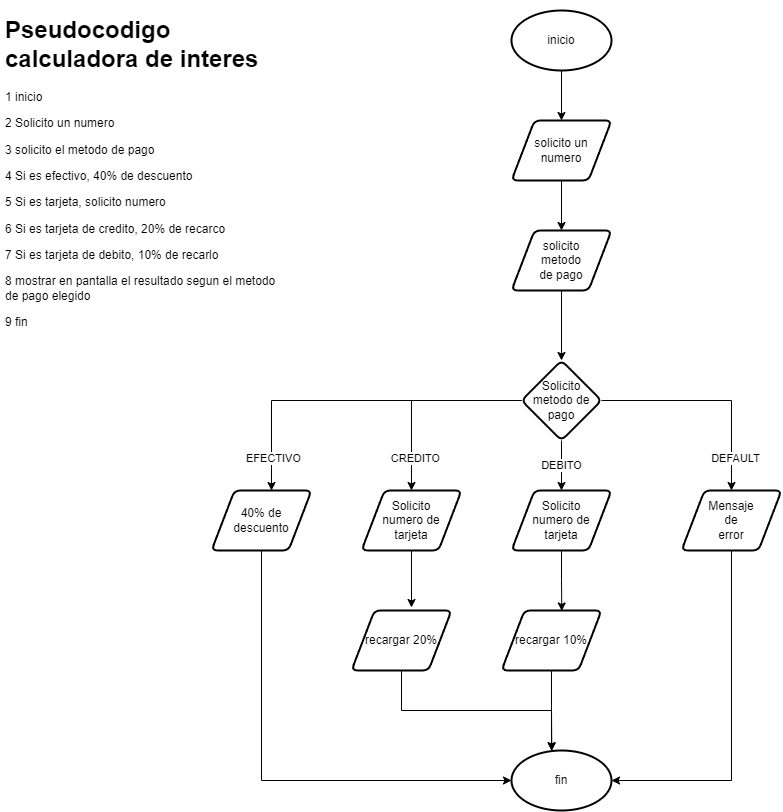 Pseudocodigo
calculadora de interes
1 inicio
2 Solicito un numero
3 solicito el metodo de pago
4 Si es efectivo, 40% de descuento
5 Si es tarjeta, solicito numero
6 Si es tarjeta de credito, 20% de recarco
7 Si es tarjeta de debito, 10% de recarlo
8 mostrar en pantalla el resultado segun el metodo
de pago elegido
9 fin
inicio
solicito un
numero
solicito
metodo
de pago
Solicito
metodo de
pago
EFECTIVO
CREDITO
DEBITO
DEFAULT
40% de
descuento
Solicito
numero de
tarjeta
Solicito
numero de
tarjeta
Mensaje
de
error
recargar 20%
recargar 10%
fin